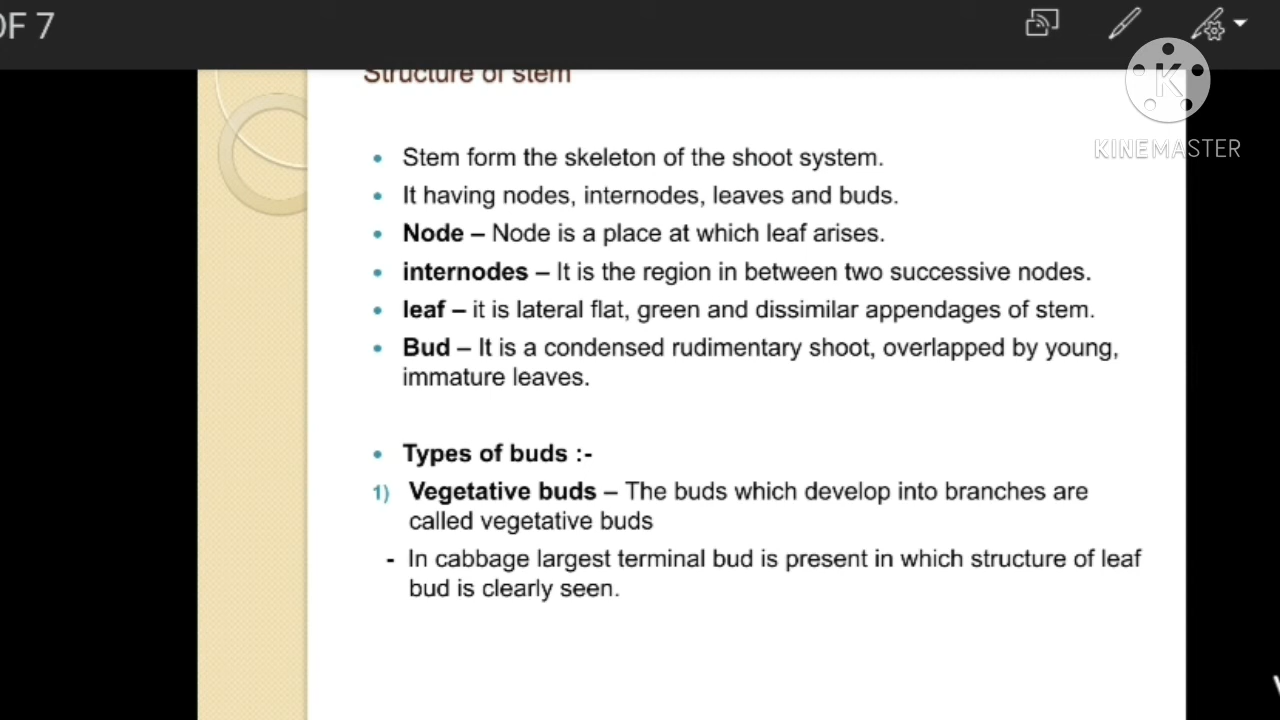 OF 7
KINEMASTER
Structure of stem
• Stem form the skeleton of the shoot system.
• It having nodes, internodes, leaves and buds.
• Node – Node is a place at which leaf arises.
• internodes – It is the region in between two successive nodes.
• leaf – it is lateral flat, green and dissimilar appendages of stem.
• Bud – It is a condensed rudimentary shoot, overlapped by young,
immature leaves.
• Types of buds :-
1) Vegetative buds – The buds which develop into branches are
called vegetative buds
- In cabbage largest terminal bud is present in which structure of leaf
bud is clearly seen.